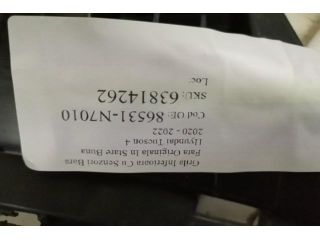 Grila Inferioara Cu Senzori Bara
Fata Originala In Stare Buna
Hyundai Tucson 4
2020 - 2022
Cod OE: 86531-N7010
SKU: 63814262
Loc: